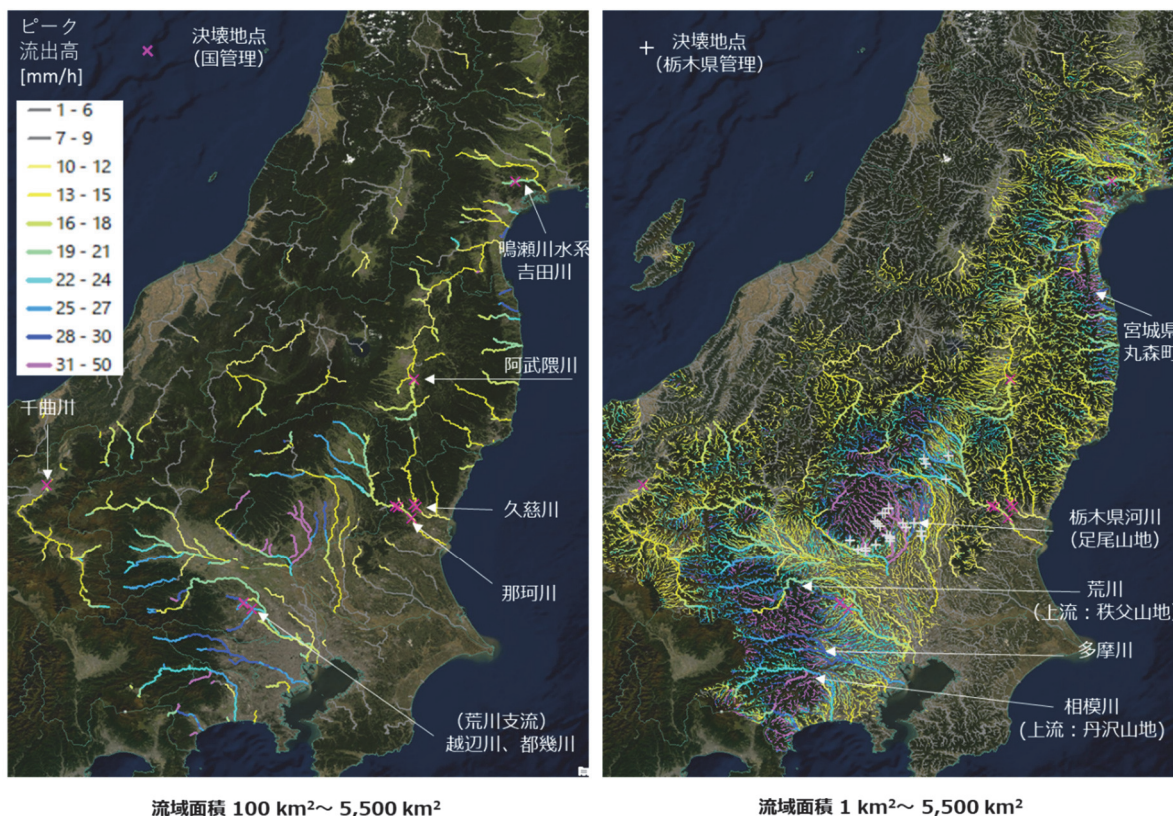 ピーク
流出高
[mm/h]
1 - 6
7 - 9
10 - 12
13 - 15
16 - 18
19 - 21
22 - 24
25 - 27
28 - 30
31 - 50
決壊地点
（国管理）
鳴瀬川水系
吉田川
阿武隈川
千曲川
久慈川
那珂川
（荒川支流）
越辺川、都幾川
流域面積 100 km²～ 5,500 km²
決壊地点
（栃木県管理）
宮城県
丸森町
栃木県河川
（足尾山地）
荒川
（上流：秩父山地）
多摩川
相模川
(上流：丹沢山地)
流域面積 1 km²～ 5,500 km²